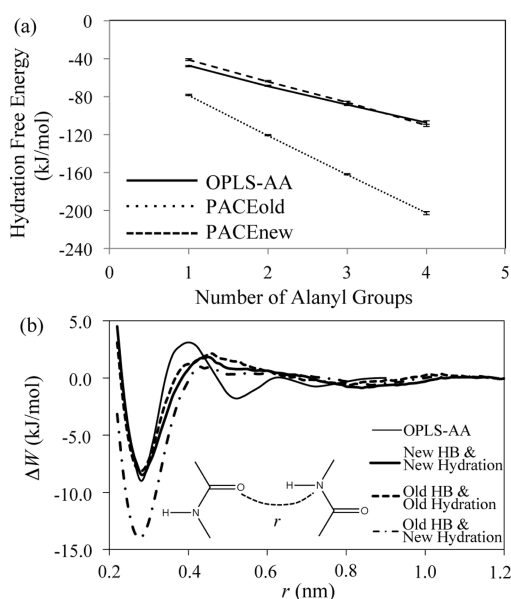 (a)
Hydration Free Energy
(kJ/mol)
0
-40
-80
-120
-160
-200
-240
OPLS-AA
PACEold
PACEnew
0 1 2 3 4 5
Number of Alanyl Groups
(b)
ΔW (kJ/mol)
5.0
0.0
-5.0
-10.0
-15.0
OPLS-AA
New HB &
New Hydration
Old HB &
Old Hydration
Old HB &
New Hydration
O
H N
r
H N
O
0.2 0.4 0.6 0.8 1.0 1.2
r (nm)